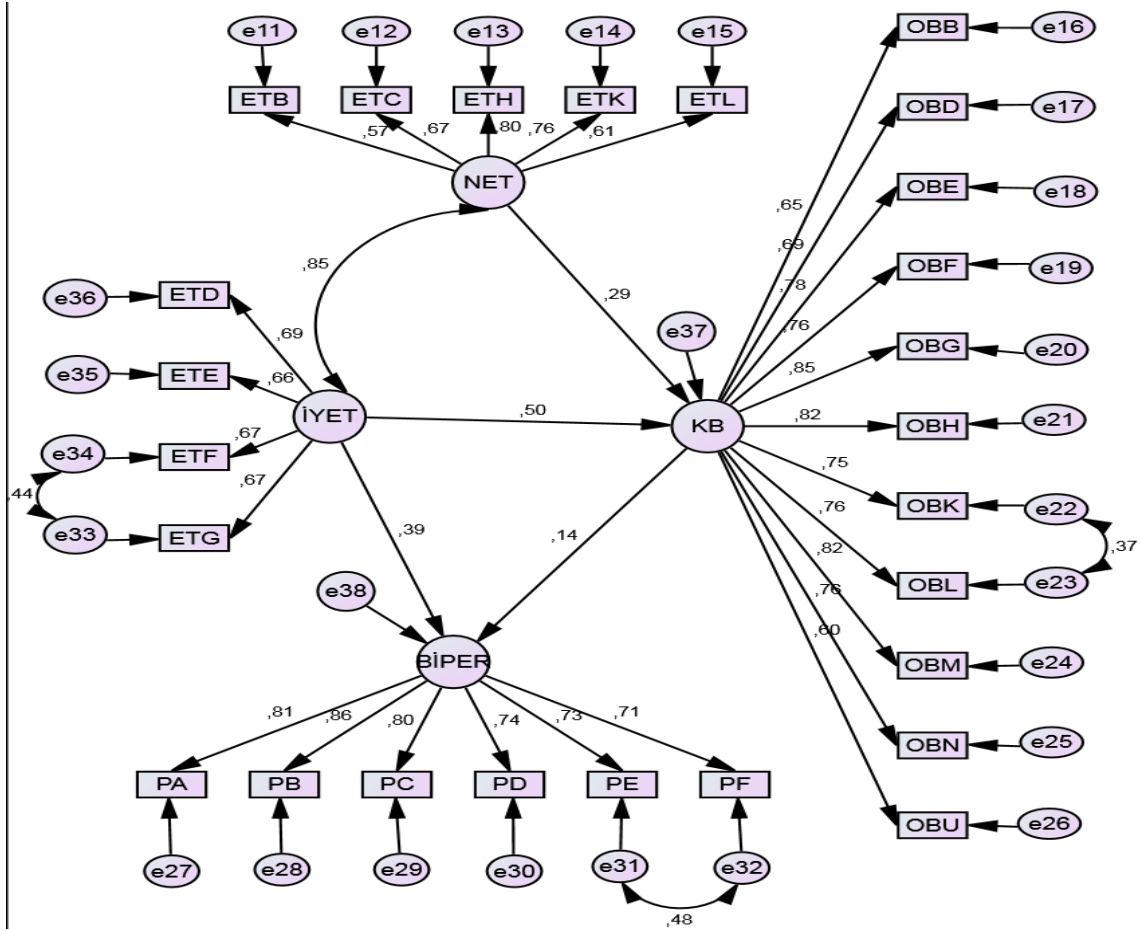 e11 e12 e13 e14 e15
ETB ETC ETH ETK ETL
,57 ,67 ,80 ,76 ,61
NET
,85
,29
e36 ETD
,69
e35 ETE
,66
e34 ETF
,67
,44
e33 ETG
,67
İYET
,50
e37
KB
,39
,14
e38
BİPER
,81 ,86 ,80 ,74 ,73 ,71
PA PB PC PD PE PF
e27 e28 e29 e30 e31 e32
,48
,65
OBB e16
,69
OBD e17
,78
OBE e18
,76
OBF e19
,85
OBG e20
,82
OBH e21
,75
OBK e22
,37
,76
OBL e23
,82
OBM e24
,76
OBN e25
,60
OBU e26